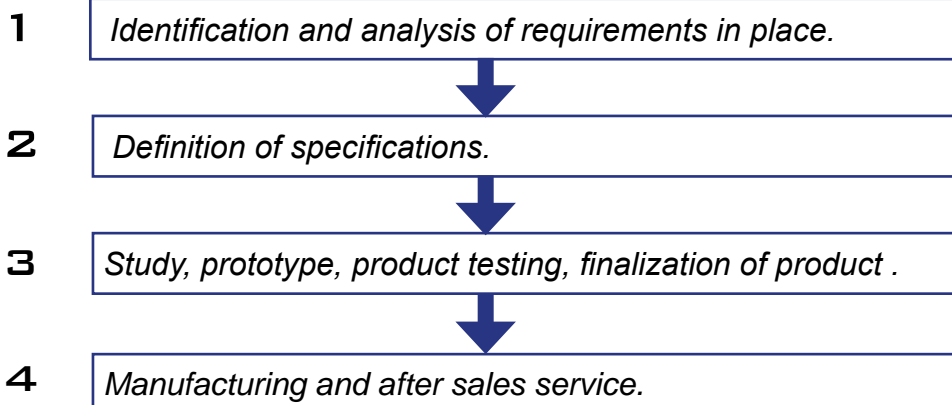 1 Identification and analysis of requirements in place.
2 Definition of specifications.
3 Study, prototype, product testing, finalization of product .
4 Manufacturing and after sales service.